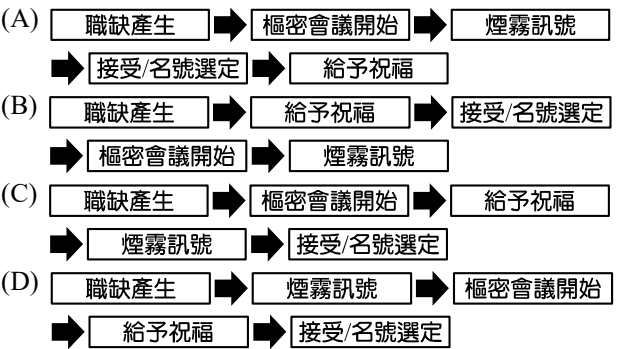 (A) 職缺產生 樞密會議開始 煙霧訊號
接受/名號選定 給予祝福
(B) 職缺產生 給予祝福 接受/名號選定
樞密會議開始 煙霧訊號
(C) 職缺產生 樞密會議開始 給予祝福
煙霧訊號 接受/名號選定
(D) 職缺產生 煙霧訊號 樞密會議開始
給予祝福 接受/名號選定